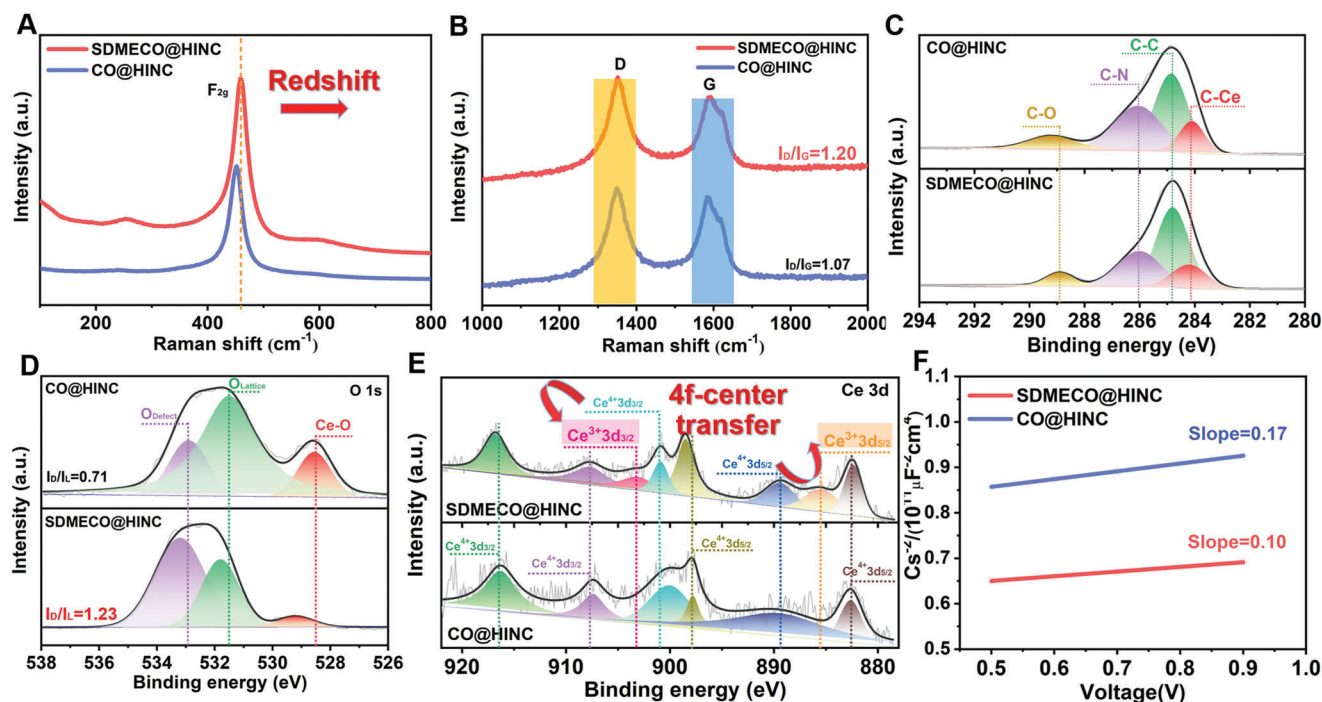 A
SDMECO@HINC
CO@HINC
F2g
Redshift
Intensity (a.u.)
200 400 600 800
Raman shift (cm-1)
B
SDMECO@HINC
CO@HINC
D
G
ID/IG=1.20
ID/IG=1.07
Intensity (a.u.)
1000 1200 1400 1600 1800 2000
Raman shift (cm-1)
C
CO@HINC
C-C
C-N
C-Ce
C-O
SDMECO@HINC
Intensity (a.u.)
294 292 290 288 286 284 282 280
Binding energy (eV)
D
CO@HINC
OLattice
O 1s
ODefect
Ce-O
ID/IL=0.71
SDMECO@HINC
ID/IL=1.23
Intensity (a.u.)
538 536 534 532 530 528 526
Binding energy (eV)
E
Ce 3d
4f-center
transfer
Ce4+3d3/2
Ce3+3d3/2
Ce3+3d5/2
Ce4+3d5/2
SDMECO@HINC
Ce4+3d3/2
Ce4+3d3/2
Ce4+3d5/2
Ce4+3d5/2
CO@HINC
Intensity (a.u.)
920 910 900 890 880
Binding energy (eV)
F
SDMECO@HINC
CO@HINC
Slope=0.17
Slope=0.10
Cs-2/(10-1 μF-2cm4)
1.1
1.0
0.9
0.8
0.7
0.6
0.5
0.5 0.6 0.7 0.8 0.9 1.0
Voltage(V)